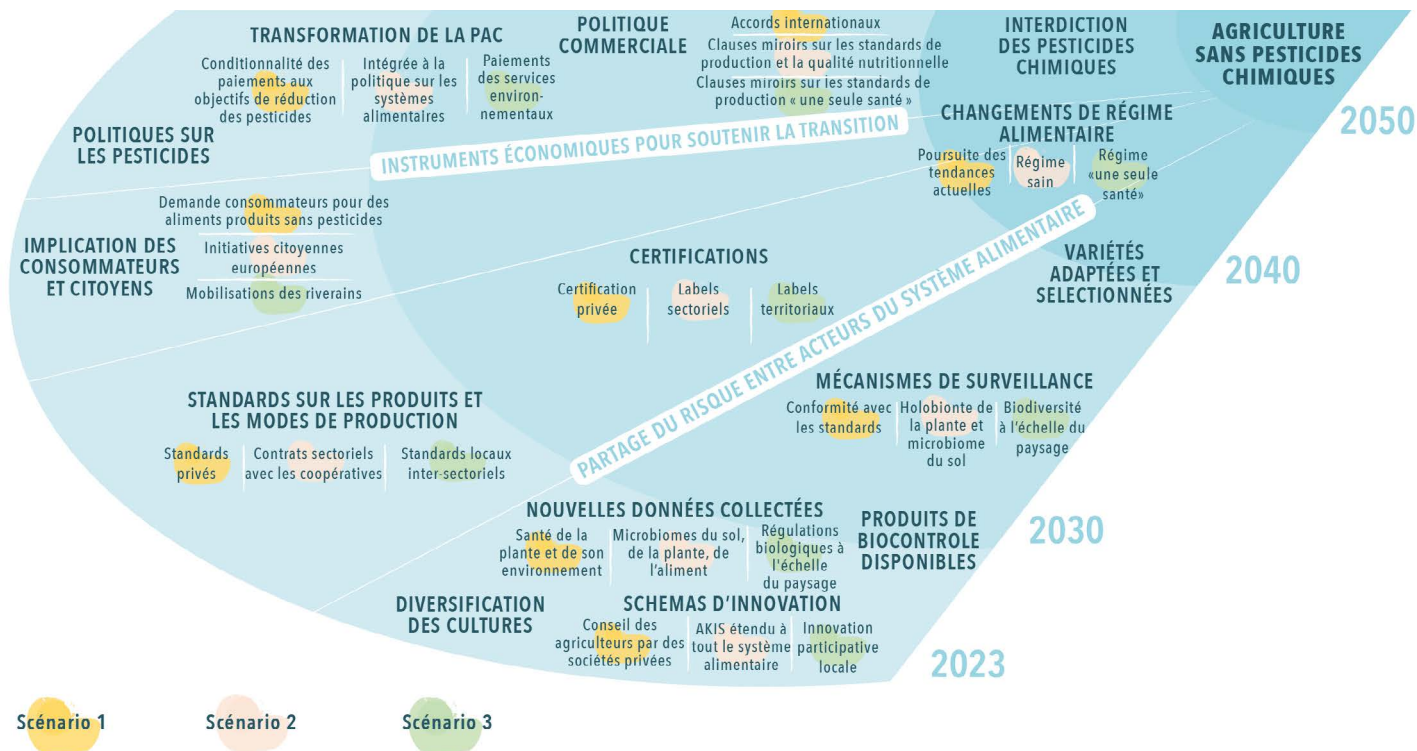 TRANSFORMATION DE LA PAC
Conditionnalité des
paiements aux
objectifs de réduction
des pesticides
Intégrée à la
politique sur les
systèmes
alimentaires
Paiements
des services
environ-
nementaux
POLITIQUE
COMMERCIALE
Accords internationaux
Clauses miroirs sur les standards de
production et la qualité nutritionnelle
Clauses miroirs sur les standards de
production « une seule santé »
INTERDICTION
DES PESTICIDES
CHIMIQUES
AGRICULTURE
SANS PESTICIDES
CHIMIQUES
2050
POLITIQUES SUR
LES PESTICIDES
INSTRUMENTS ÉCONOMIQUES POUR SOUTENIR LA TRANSITION
CHANGEMENTS DE RÉGIME
ALIMENTAIRE
Poursuite des
tendances
actuelles
Régime
sain
Régime
«une seule
santé»
IMPLICATION DES
CONSOMMATEURS
ET CITOYENS
Demande consommateurs pour des
aliments produits sans pesticides
Initiatives citoyennes
européennes
Mobilisations des riverains
CERTIFICATIONS
Certification
privée
Labels
sectoriels
Labels
territoriaux
VARIÉTÉS
ADAPTÉES ET
SELECTIONNÉES
2040
PARTAGE DU RISQUE ENTRE ACTEURS DU SYSTÈME ALIMENTAIRE
STANDARDS SUR LES PRODUITS ET
LES MODES DE PRODUCTION
Standards
privés
Contrats sectoriels
avec les coopératives
Standards locaux
inter-sectoriels
MÉCANISMES DE SURVEILLANCE
Conformité avec
les standards
Holobionte de
la plante et
microbiome
du sol
Biodiversité
à l'échelle du
paysage
NOUVELLES DONNÉES COLLECTÉES
Santé de la
plante et de son
environnement
Microbiomes du sol,
de la plante, de
l'aliment
Régulations
biologiques à
l'échelle
du paysage
PRODUITS DE
BIOCONTROLE
DISPONIBLES
2030
DIVERSIFICATION
DES CULTURES
SCHEMAS D'INNOVATION
Conseil des
agriculteurs par des
sociétés privées
AKIS étendu à
tout le système
alimentaire
Innovation
participative
locale
2023
Scénario 1
Scénario 2
Scénario 3